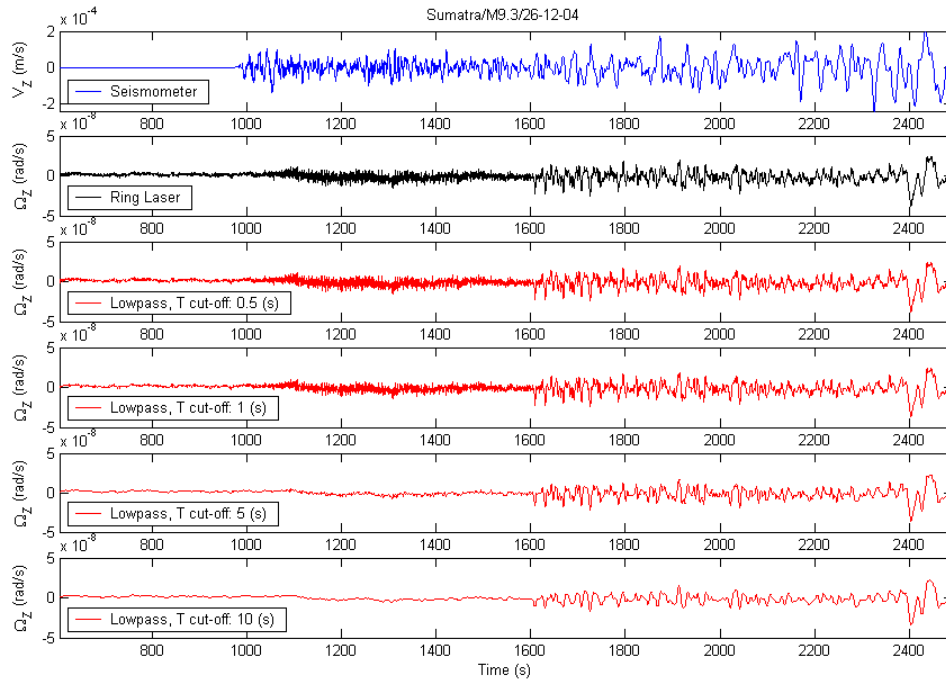 Sumatra/M9.3/26-12-04
x 10^-4
V_Z (m/s)
2
0
-2
Seismometer
800 1000 1200 1400 1600 1800 2000 2200 2400
x 10^-8
Ω_Z (rad/s)
5
0
-5
Ring Laser
800 1000 1200 1400 1600 1800 2000 2200 2400
x 10^-8
Ω_Z (rad/s)
5
0
-5
Lowpass, T cut-off: 0.5 (s)
800 1000 1200 1400 1600 1800 2000 2200 2400
x 10^-8
Ω_Z (rad/s)
5
0
-5
Lowpass, T cut-off: 1 (s)
800 1000 1200 1400 1600 1800 2000 2200 2400
x 10^-8
Ω_Z (rad/s)
5
0
-5
Lowpass, T cut-off: 5 (s)
800 1000 1200 1400 1600 1800 2000 2200 2400
x 10^-8
Ω_Z (rad/s)
5
0
-5
Lowpass, T cut-off: 10 (s)
800 1000 1200 1400 1600 1800 2000 2200 2400
Time (s)